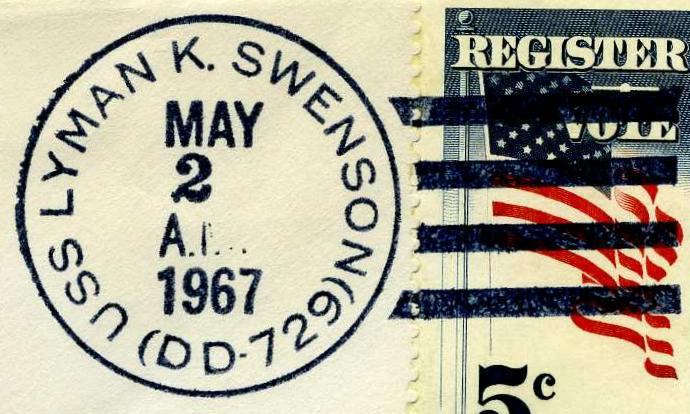 USS LYMAN K. SWENSON (DD-729)
MAY
2
A.
1967
REGISTER
VOTE
5c